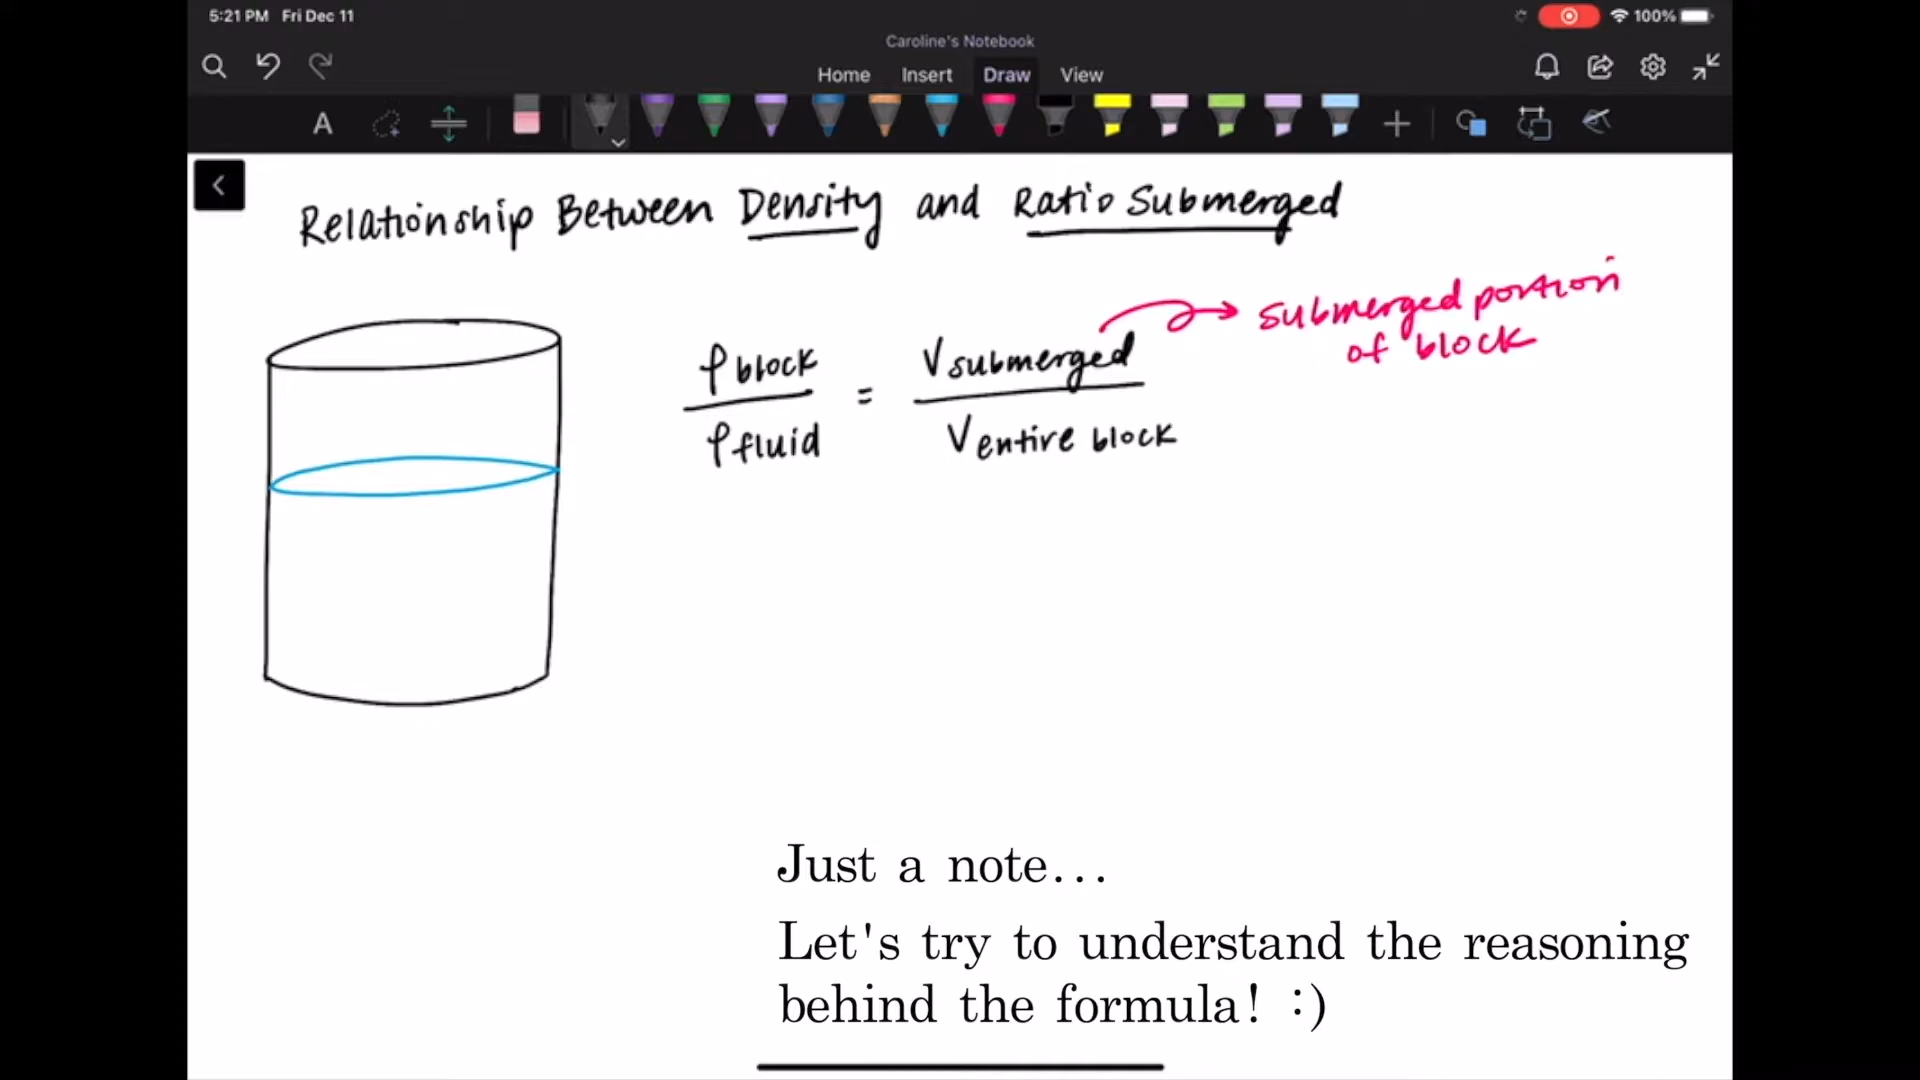 5:21 PM Fri Dec 11
100%
Caroline's Notebook
Home Insert Draw View
A
Relationship Between Density and Ratio Submerged
ρblock / ρfluid = Vsubmerged / Ventire block
submerged portion
of block
Just a note...
Let's try to understand the reasoning
behind the formula! :)